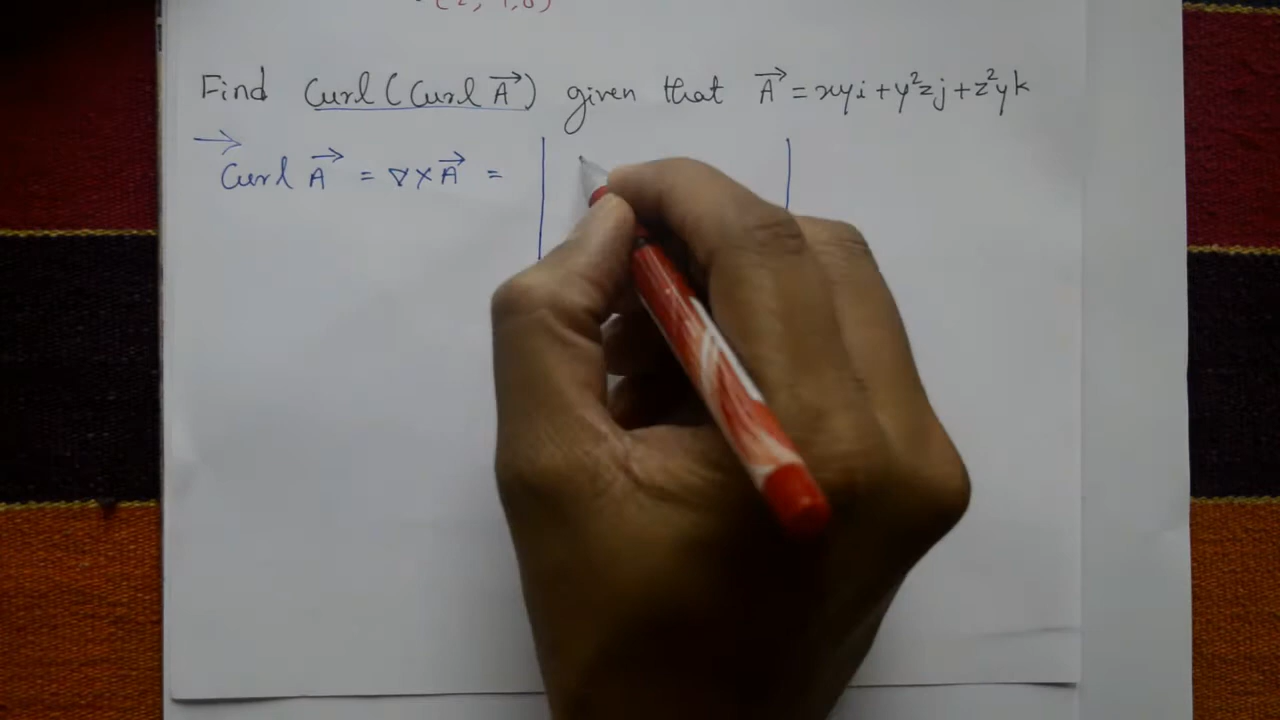 Find Curl (Curl A⃗) given that A⃗ = xyi + y²zj + z²yk
→ Curl A⃗ = ∇ × A⃗ =